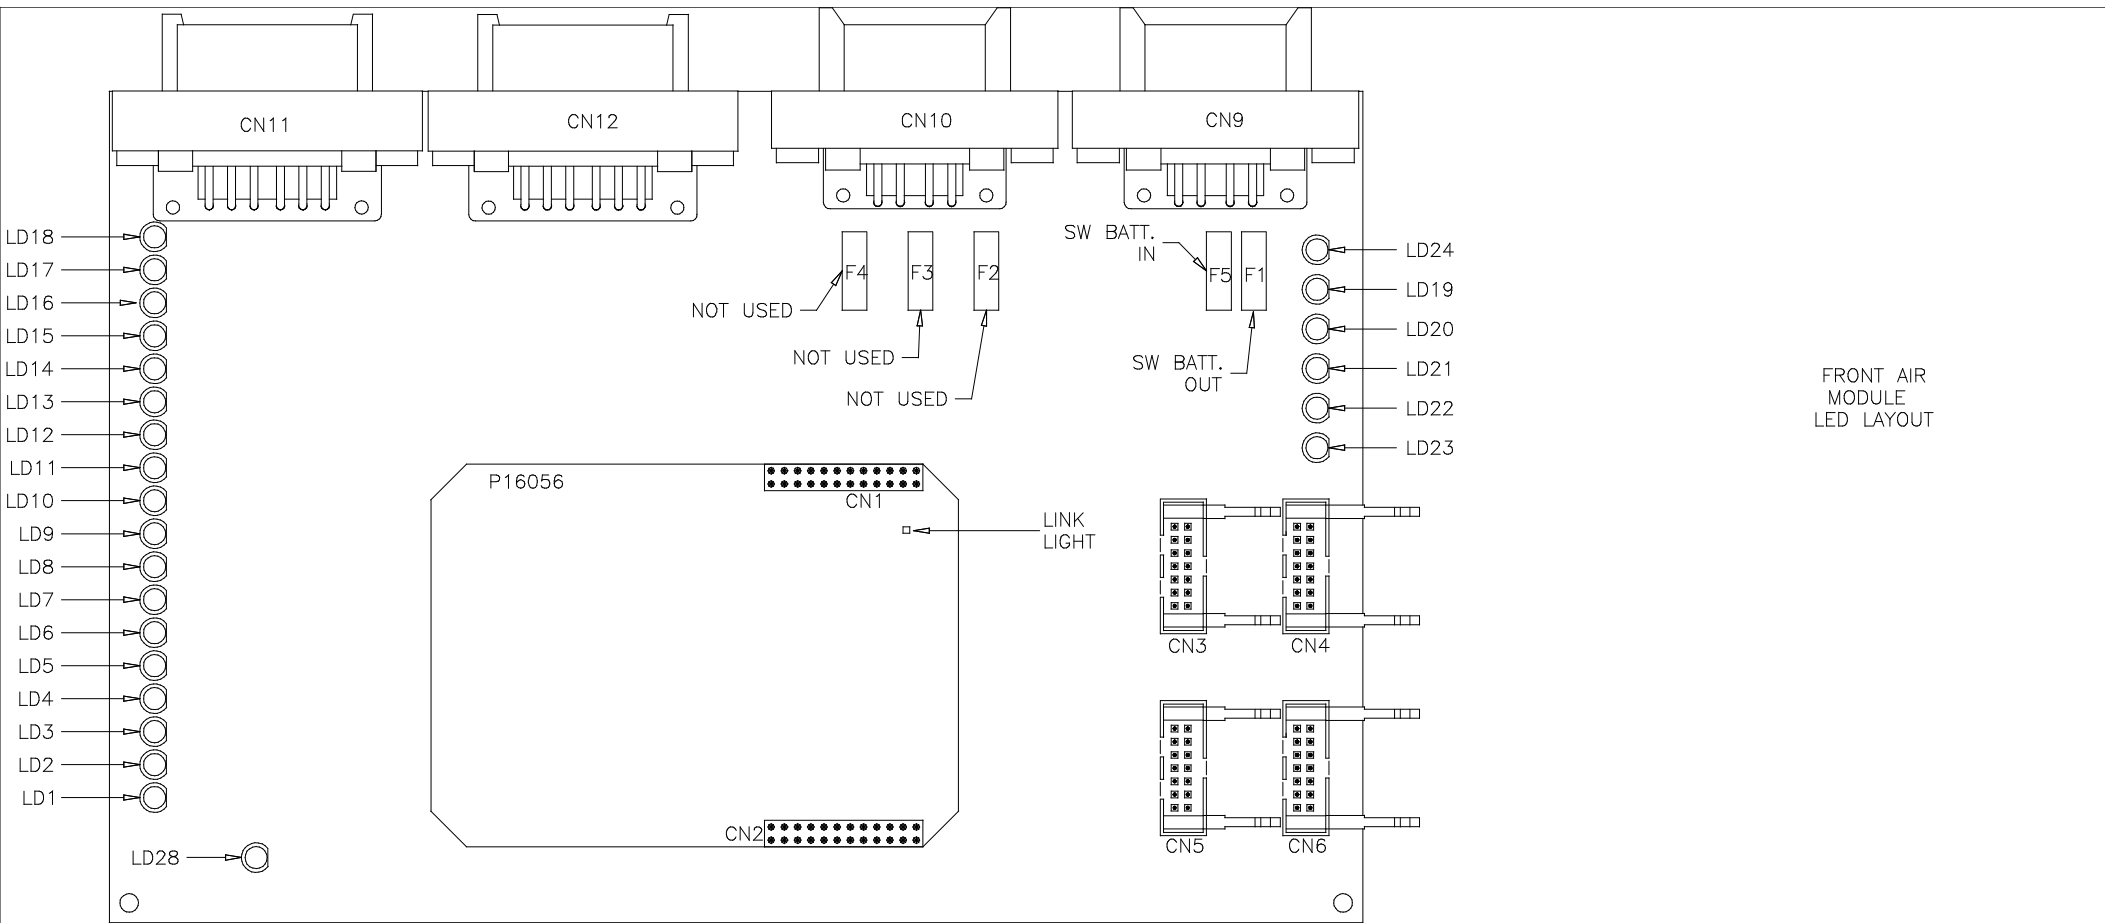 CN11
CN12
CN10
CN9
LD18
LD17
LD16
LD15
LD14
LD13
LD12
LD11
LD10
LD9
LD8
LD7
LD6
LD5
LD4
LD3
LD2
LD1
LD28
F4
F3
F2
NOT USED
NOT USED
NOT USED
SW BATT.
IN
F5
F1
SW BATT.
OUT
LD24
LD19
LD20
LD21
LD22
LD23
P16056
CN1
LINK
LIGHT
CN2
CN3
CN4
CN5
CN6
FRONT AIR
MODULE
LED LAYOUT